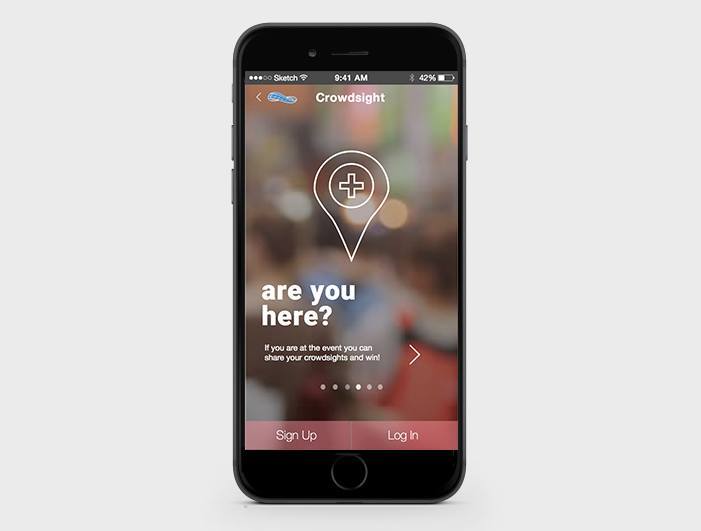 Sketch 9:41 AM 42%
Crowdsight
are you
here?
If you are at the event you can
share your crowdsights and win!
Sign Up Log In